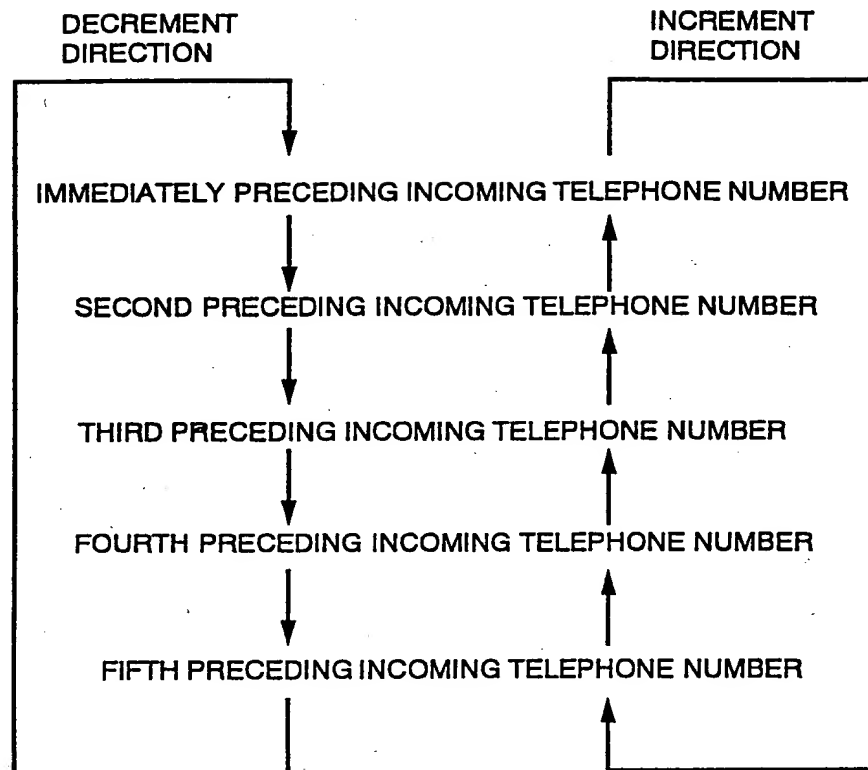 DECREMENT
DIRECTION
INCREMENT
DIRECTION
IMMEDIATELY PRECEDING INCOMING TELEPHONE NUMBER
SECOND PRECEDING INCOMING TELEPHONE NUMBER
THIRD PRECEDING INCOMING TELEPHONE NUMBER
FOURTH PRECEDING INCOMING TELEPHONE NUMBER
FIFTH PRECEDING INCOMING TELEPHONE NUMBER